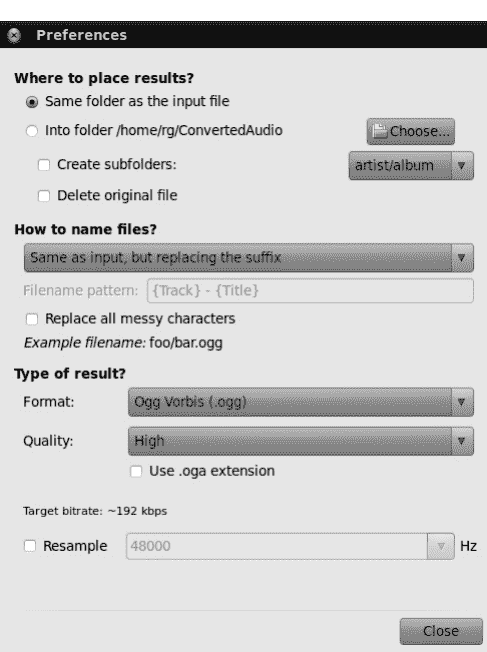 Preferences
Where to place results?
Same folder as the input file
Into folder /home/rg/ConvertedAudio Choose...
Create subfolders: artist/album
Delete original file
How to name files?
Same as input, but replacing the suffix
Filename pattern: {Track} - {Title}
Replace all messy characters
Example filename: foo/bar.ogg
Type of result?
Format: Ogg Vorbis (.ogg)
Quality: High
Use .oga extension
Target bitrate: ~192 kbps
Resample 48000 Hz
Close